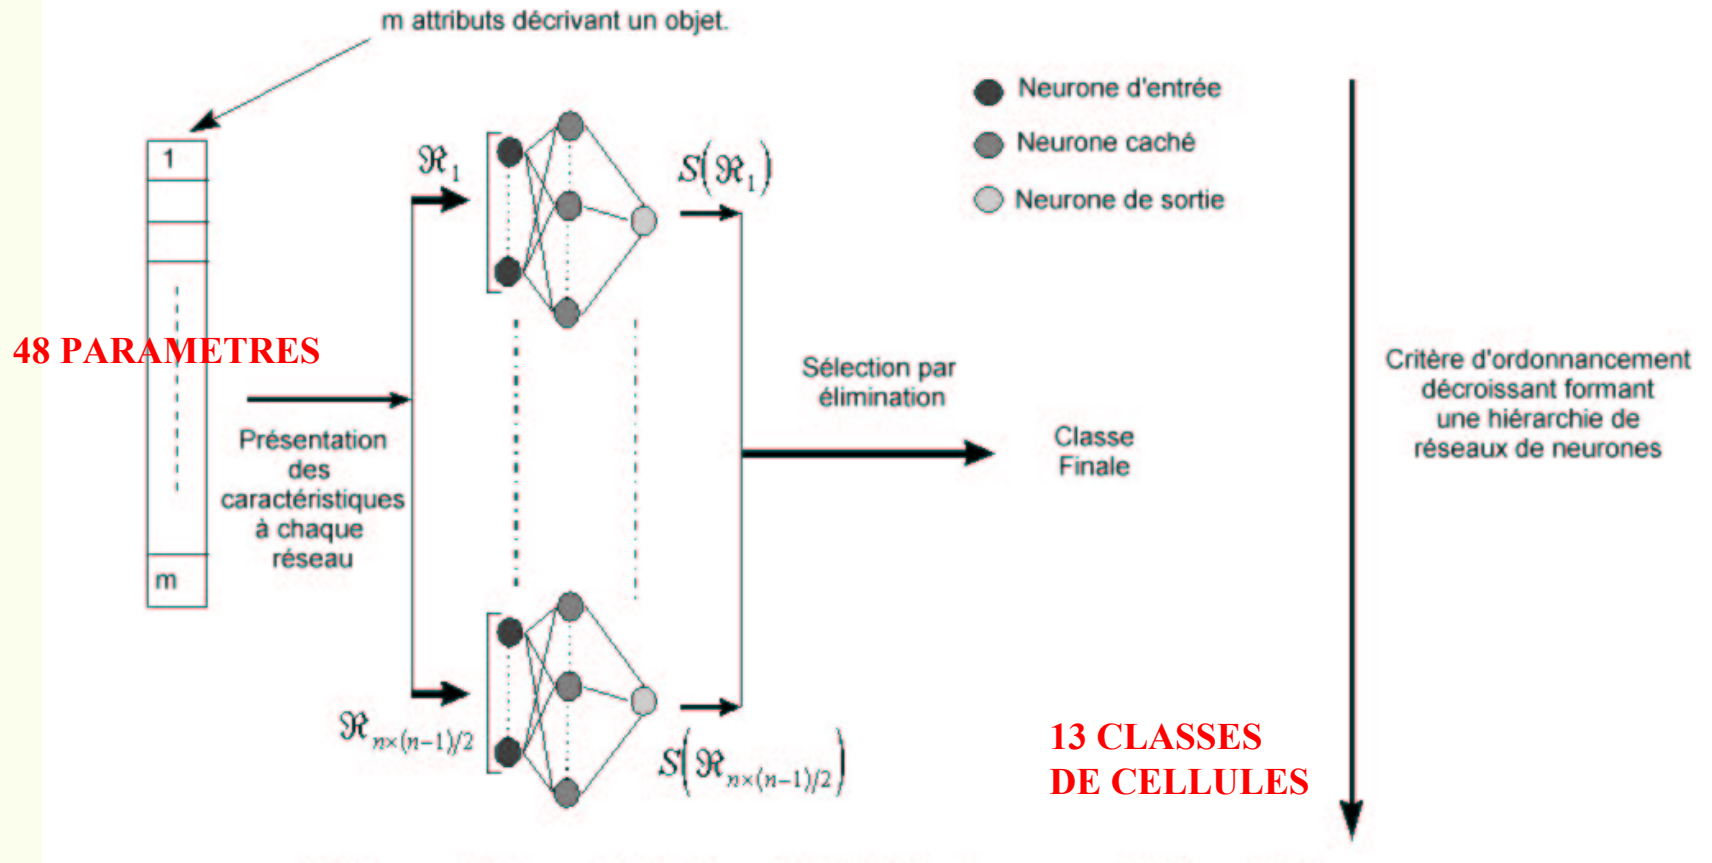 m attributs décrivant un objet.
Neurone d'entrée
Neurone caché
Neurone de sortie
1
ℜ₁
S(ℜ₁)
48 PARAMETRES
Présentation
des
caractéristiques
à chaque
réseau
m
Sélection par
élimination
Classe
Finale
Critère d'ordonnancement
décroissant formant
une hiérarchie de
réseaux de neurones
ℜn×(n−1)/2
S(ℜn×(n−1)/2)
13 CLASSES
DE CELLULES